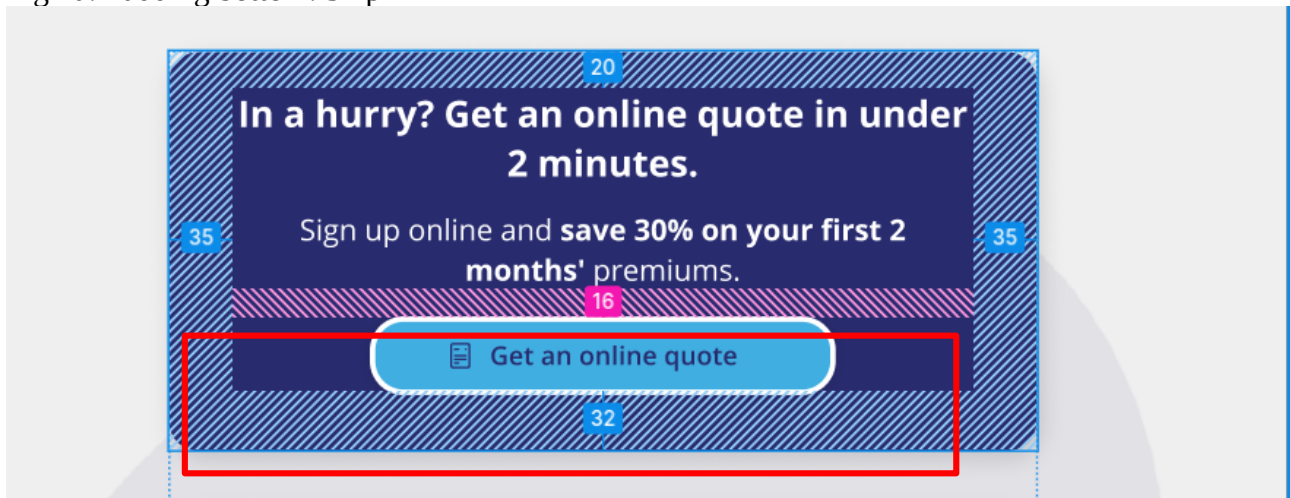 20
In a hurry? Get an online quote in under
2 minutes.
35
Sign up online and save 30% on your first 2
35
months' premiums.
16
Get an online quote
32